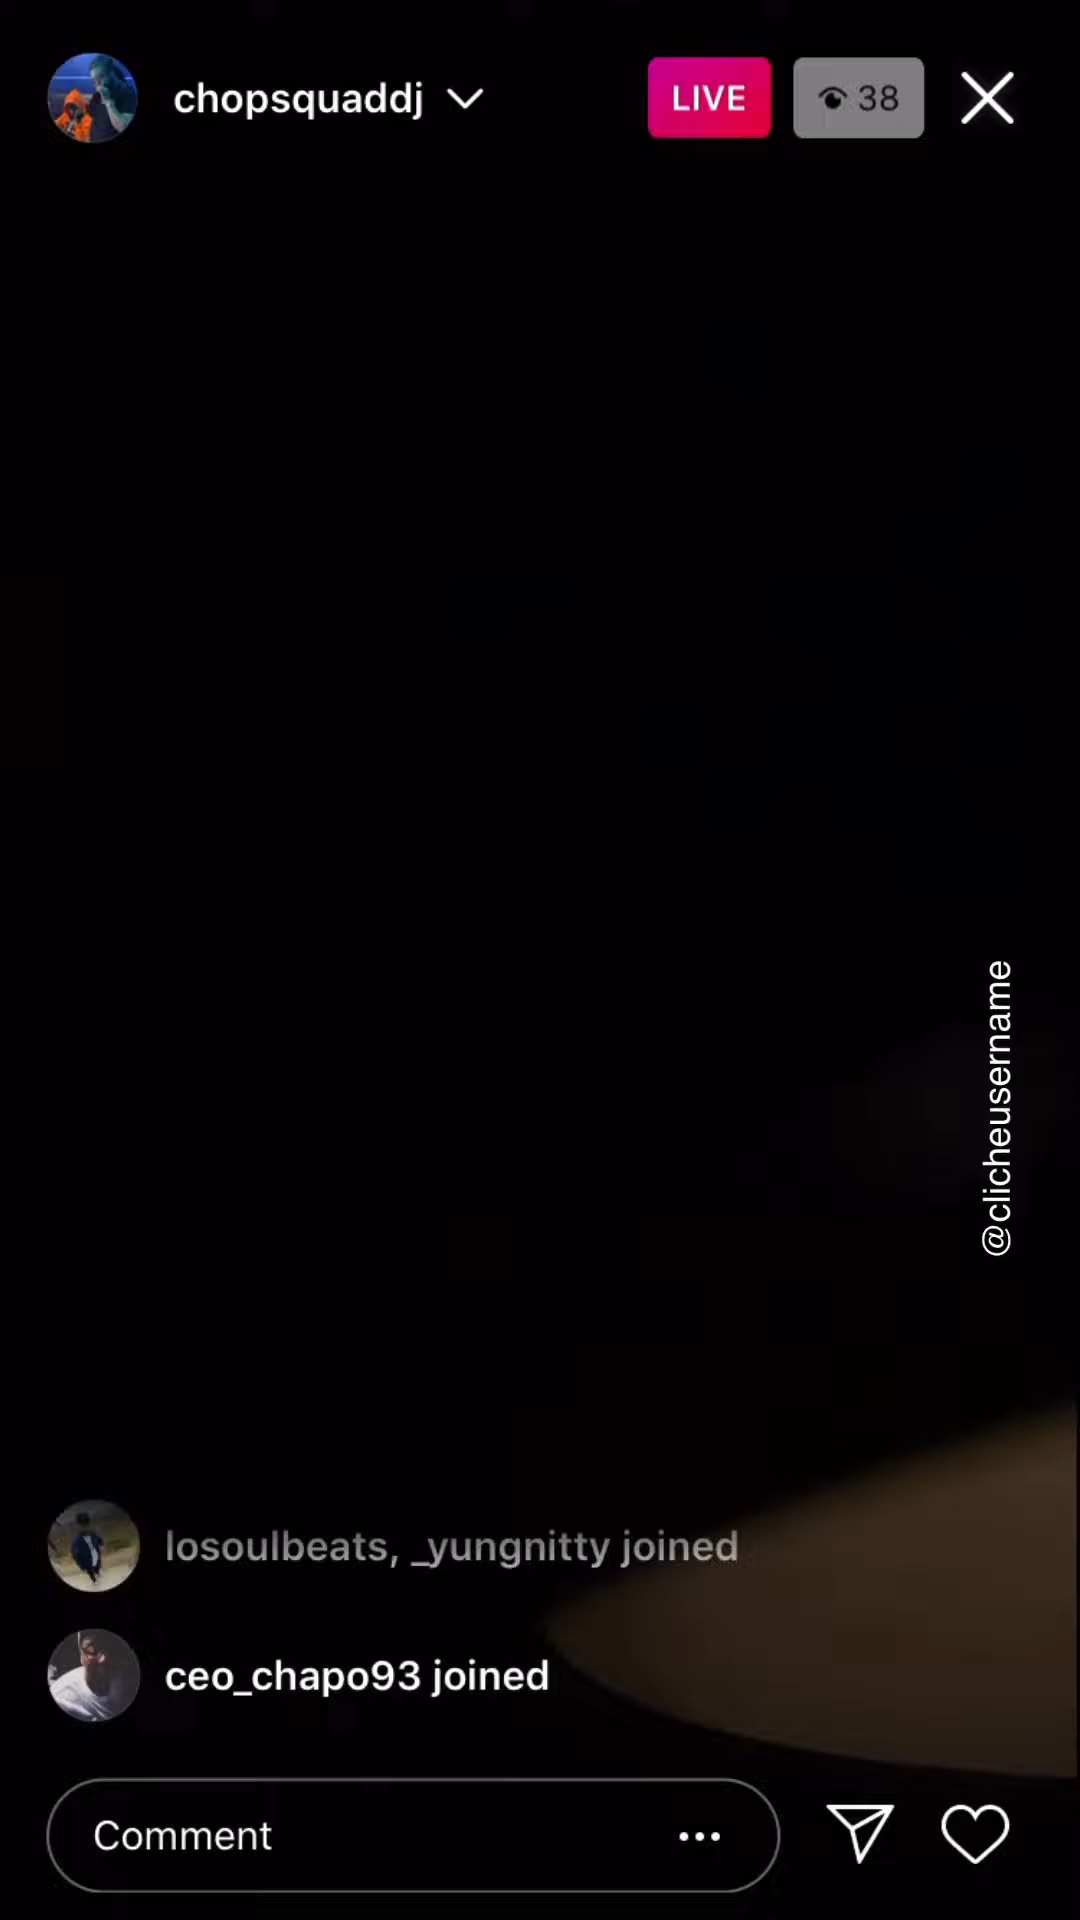 chopsquaddj
LIVE
38
@clicheusername
losoulbeats, _yungnitty joined
ceo_chapo93 joined
Comment